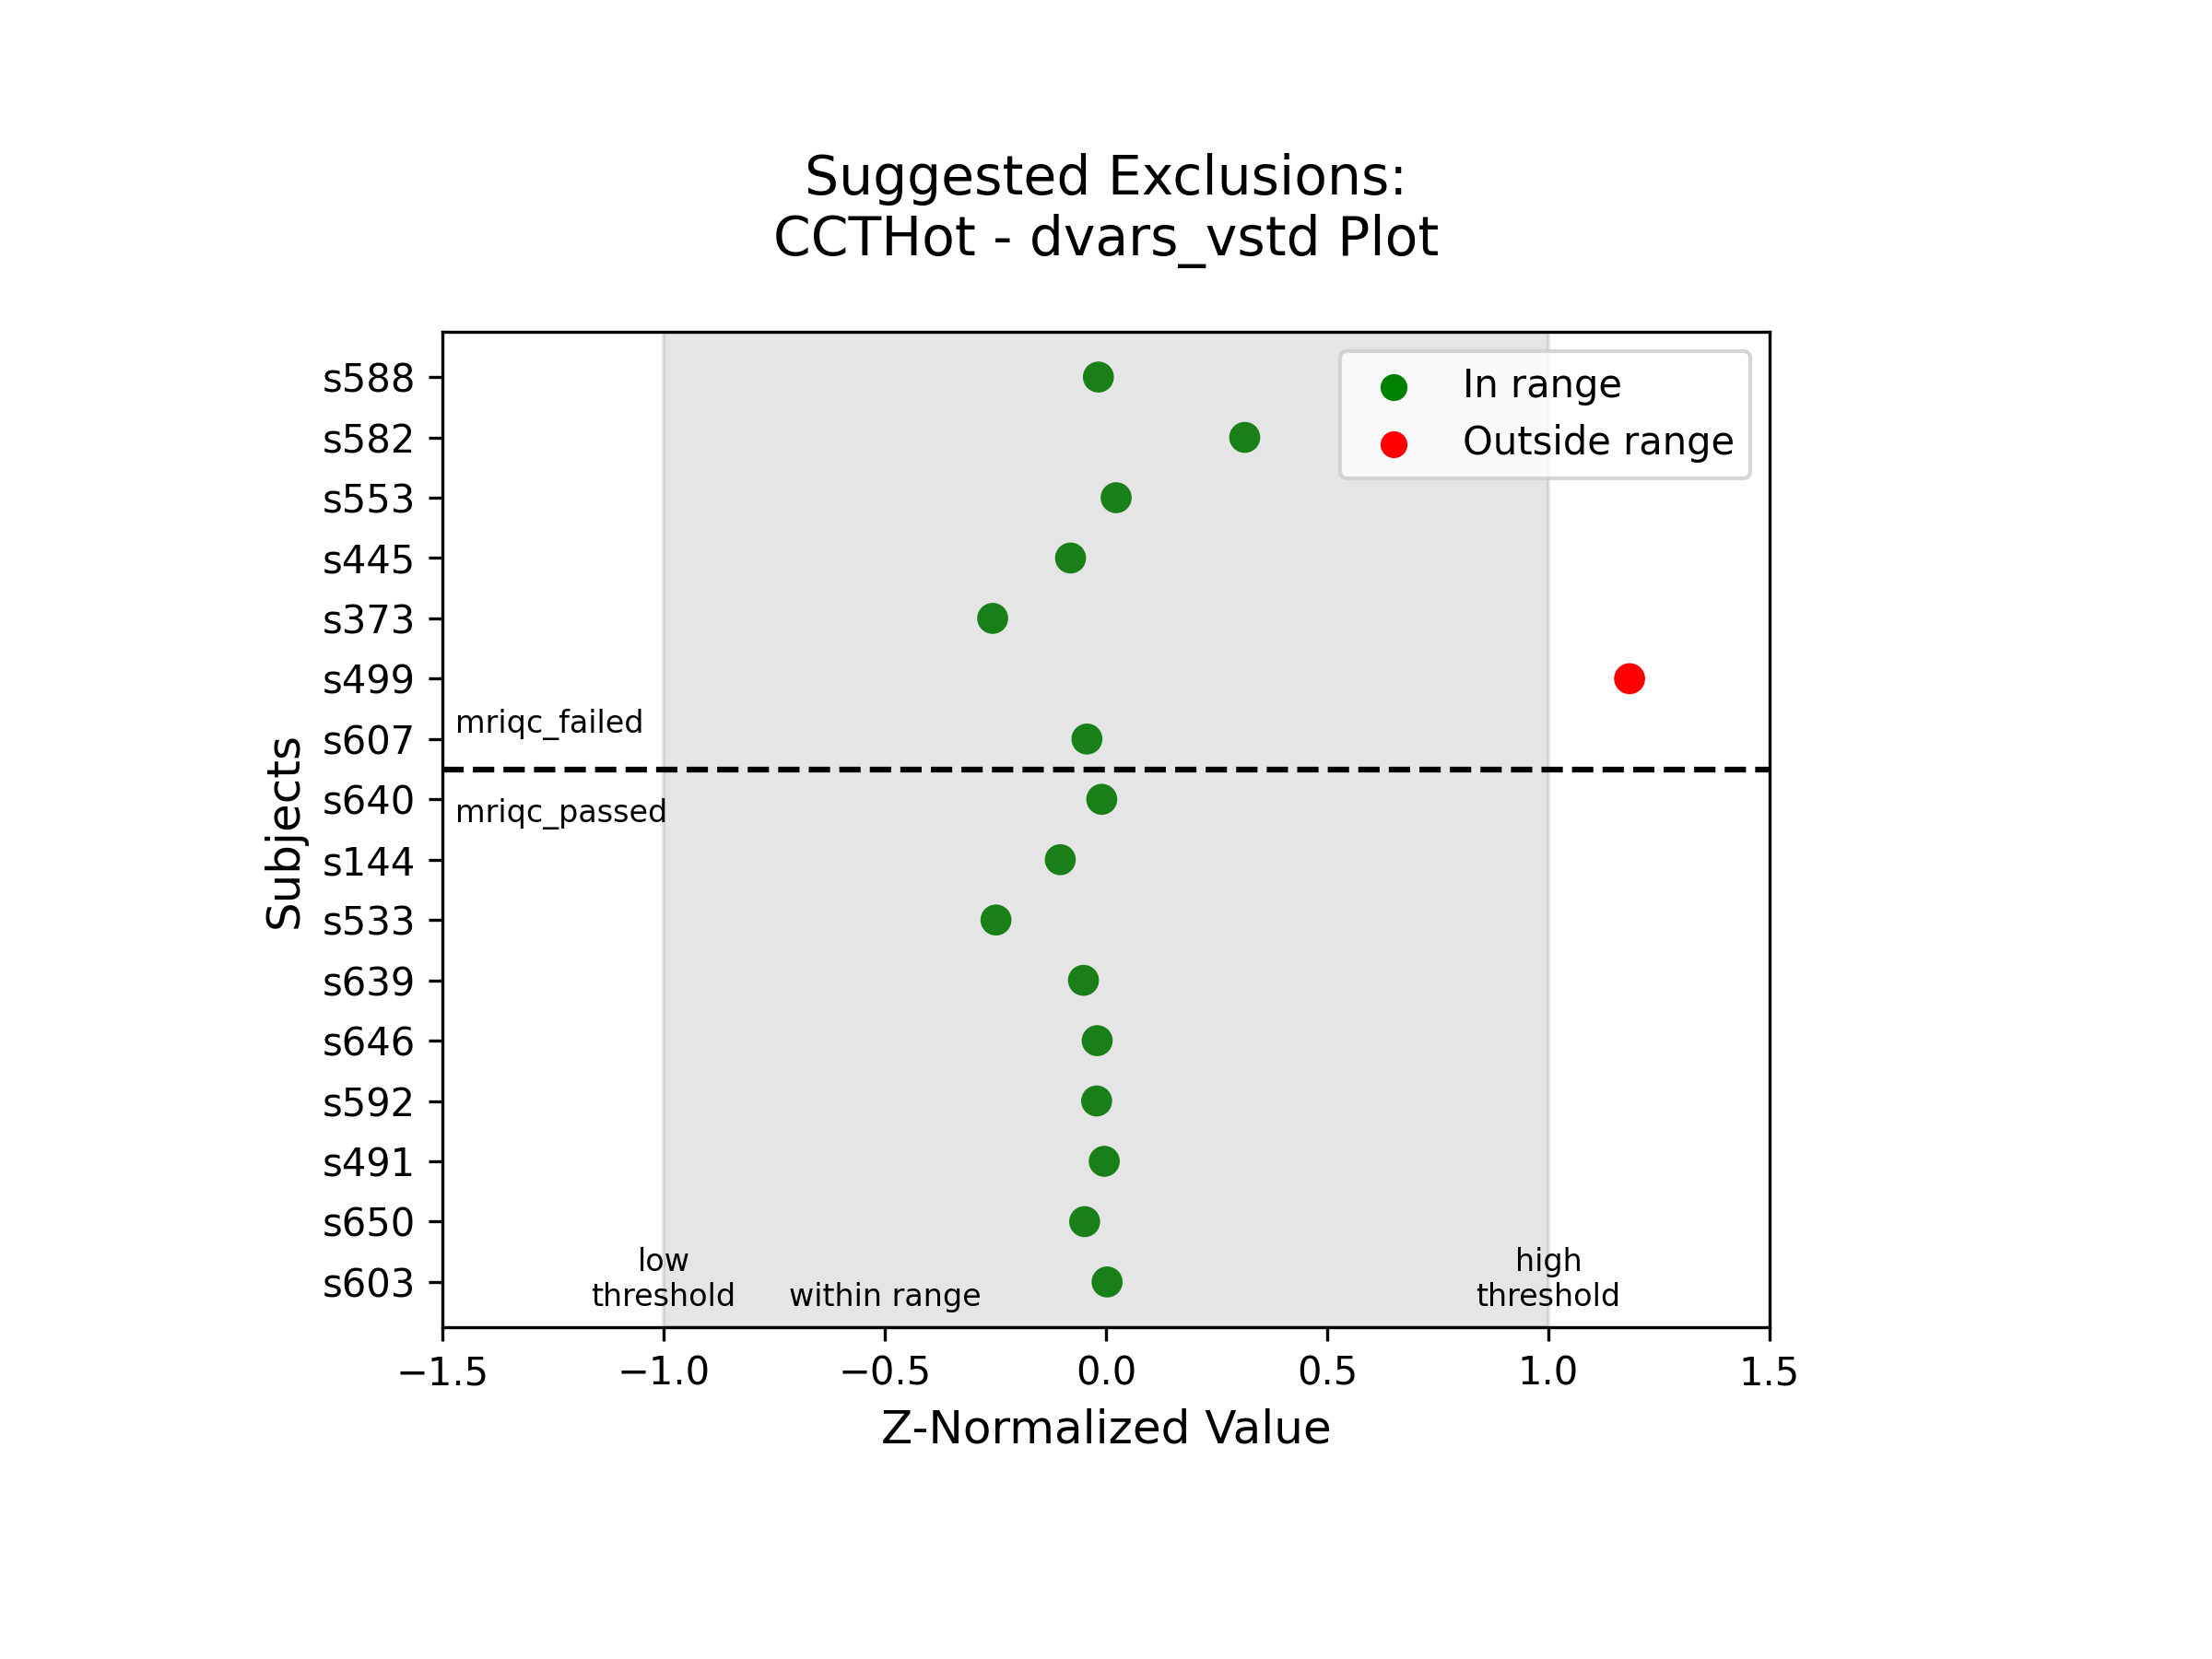 Suggested Exclusions:
CCTHot - dvars_vstd Plot
In range
Outside range
s588
s582
s553
s445
s373
s499
s607
s640
s144
s533
s639
s646
s592
s491
s650
s603
Subjects
mriqc_failed
mriqc_passed
low
threshold
within range
high
threshold
−1.5
−1.0
−0.5
0.0
0.5
1.0
1.5
Z-Normalized Value